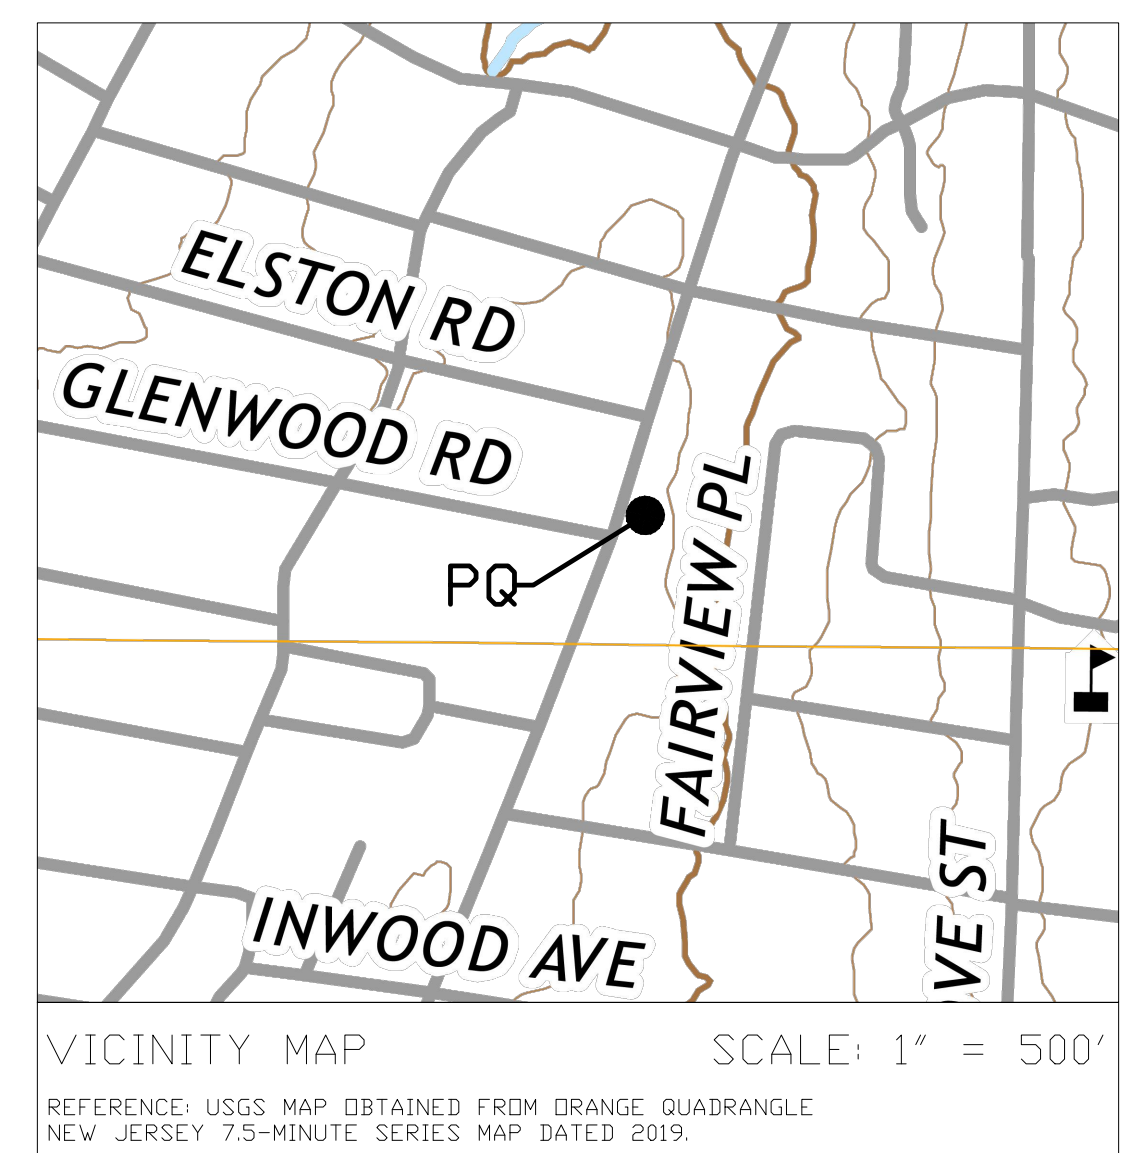 ELSTON RD
GLENWOOD RD
FAIRVIEW PL
PQ
OVE ST
INWOOD AVE
VICINITY MAP
SCALE: 1" = 500'
REFERENCE: USGS MAP OBTAINED FROM ORANGE QUADRANGLE
NEW JERSEY 7.5-MINUTE SERIES MAP DATED 2019.